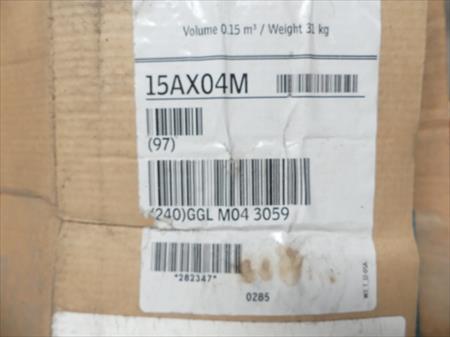 Volume 0.15 m³ / Weight 31 kg
15AX04M
(97)
(240)GGL M04 3059
*282347*
0285